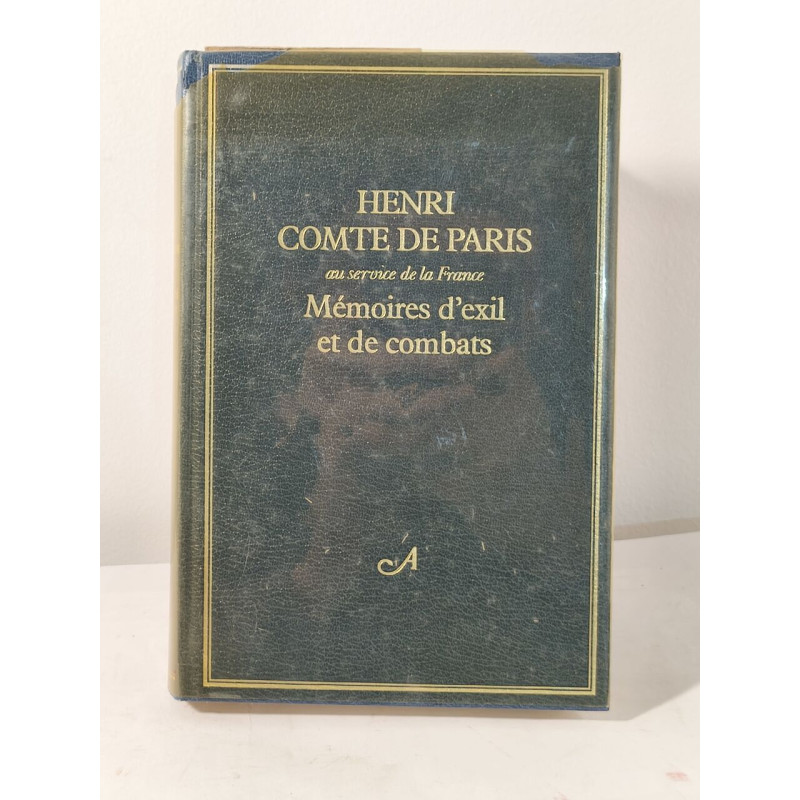 HENRI
COMTE DE PARIS
au service de la France
Mémoires d'exil
et de combats
A